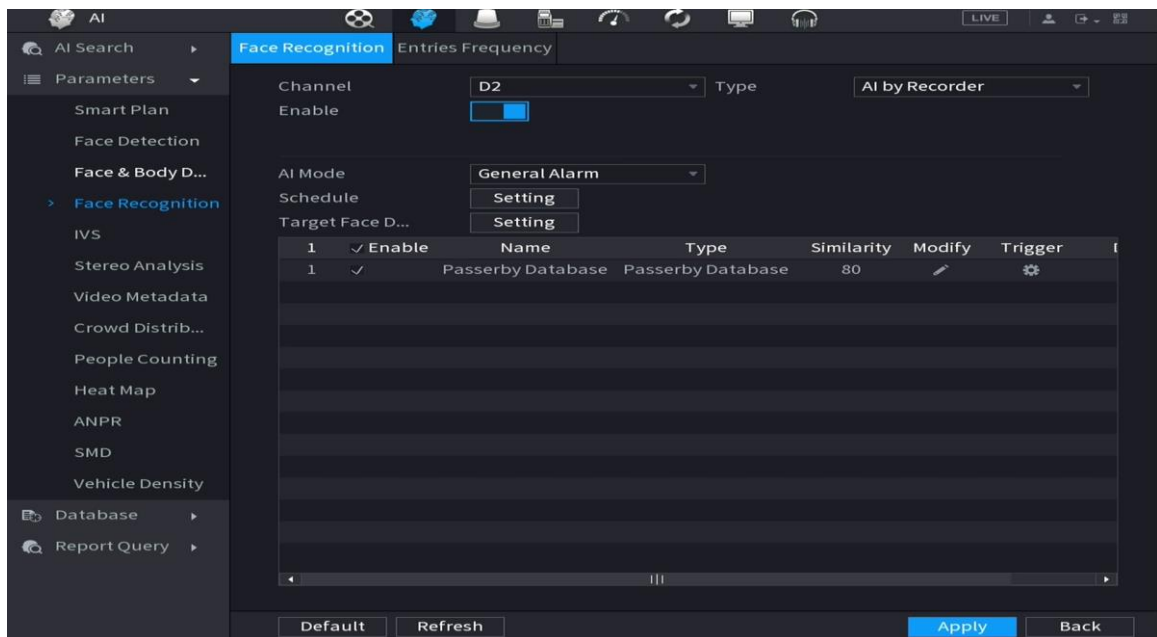 AI
LIVE
AI Search
Parameters
Smart Plan
Face Detection
Face & Body D...
Face Recognition
IVS
Stereo Analysis
Video Metadata
Crowd Distrib...
People Counting
Heat Map
ANPR
SMD
Vehicle Density
Database
Report Query
Face Recognition Entries Frequency
Channel D2 Type AI by Recorder
Enable
AI Mode General Alarm
Schedule Setting
Target Face D... Setting
1 Enable Name Type Similarity Modify Trigger
1 Passerby Database Passerby Database 80
Default Refresh Apply Back